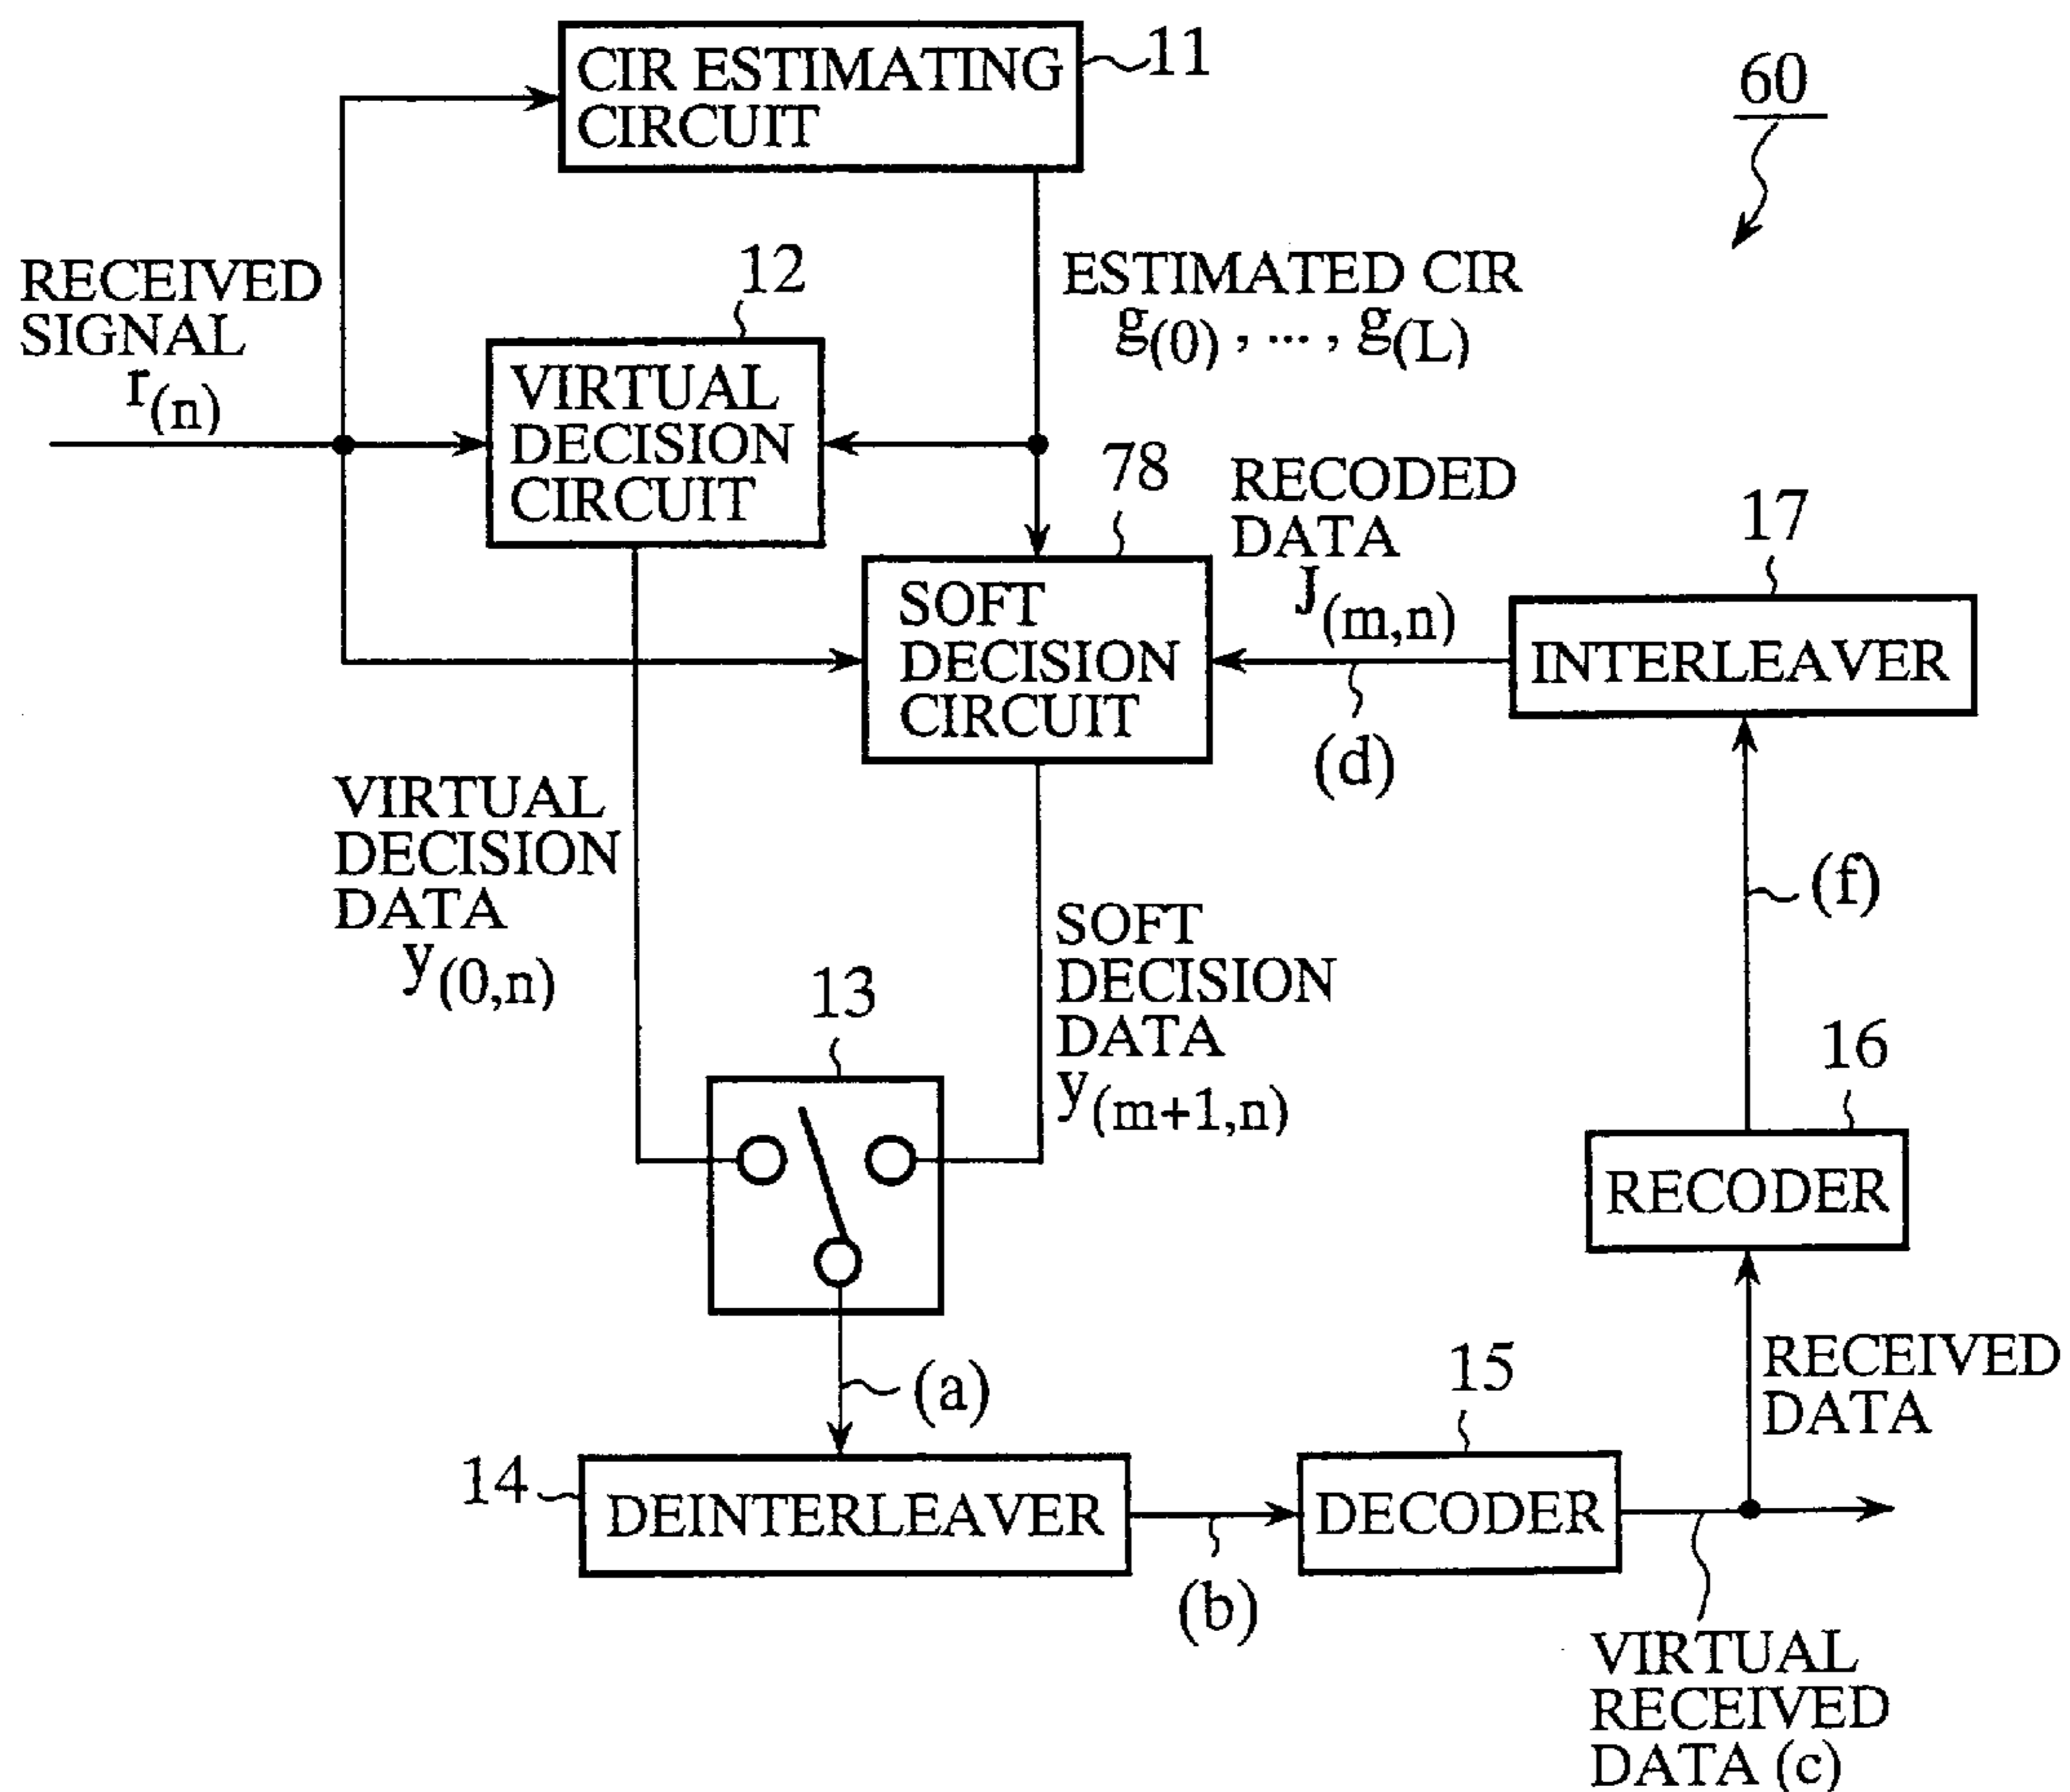 CIR ESTIMATING
CIRCUIT
11
60
RECEIVED
SIGNAL
r(n)
12
ESTIMATED CIR
g(0) , ... , g(L)
VIRTUAL
DECISION
CIRCUIT
78
RECODED
DATA
J(m,n)
17
SOFT
DECISION
CIRCUIT
INTERLEAVER
(d)
VIRTUAL
DECISION
DATA
y(0,n)
(f)
SOFT
DECISION
DATA
y(m+1,n)
13
16
RECODER
(a)
RECEIVED
DATA
14
DEINTERLEAVER
15
DECODER
(b)
VIRTUAL
RECEIVED
DATA (c)